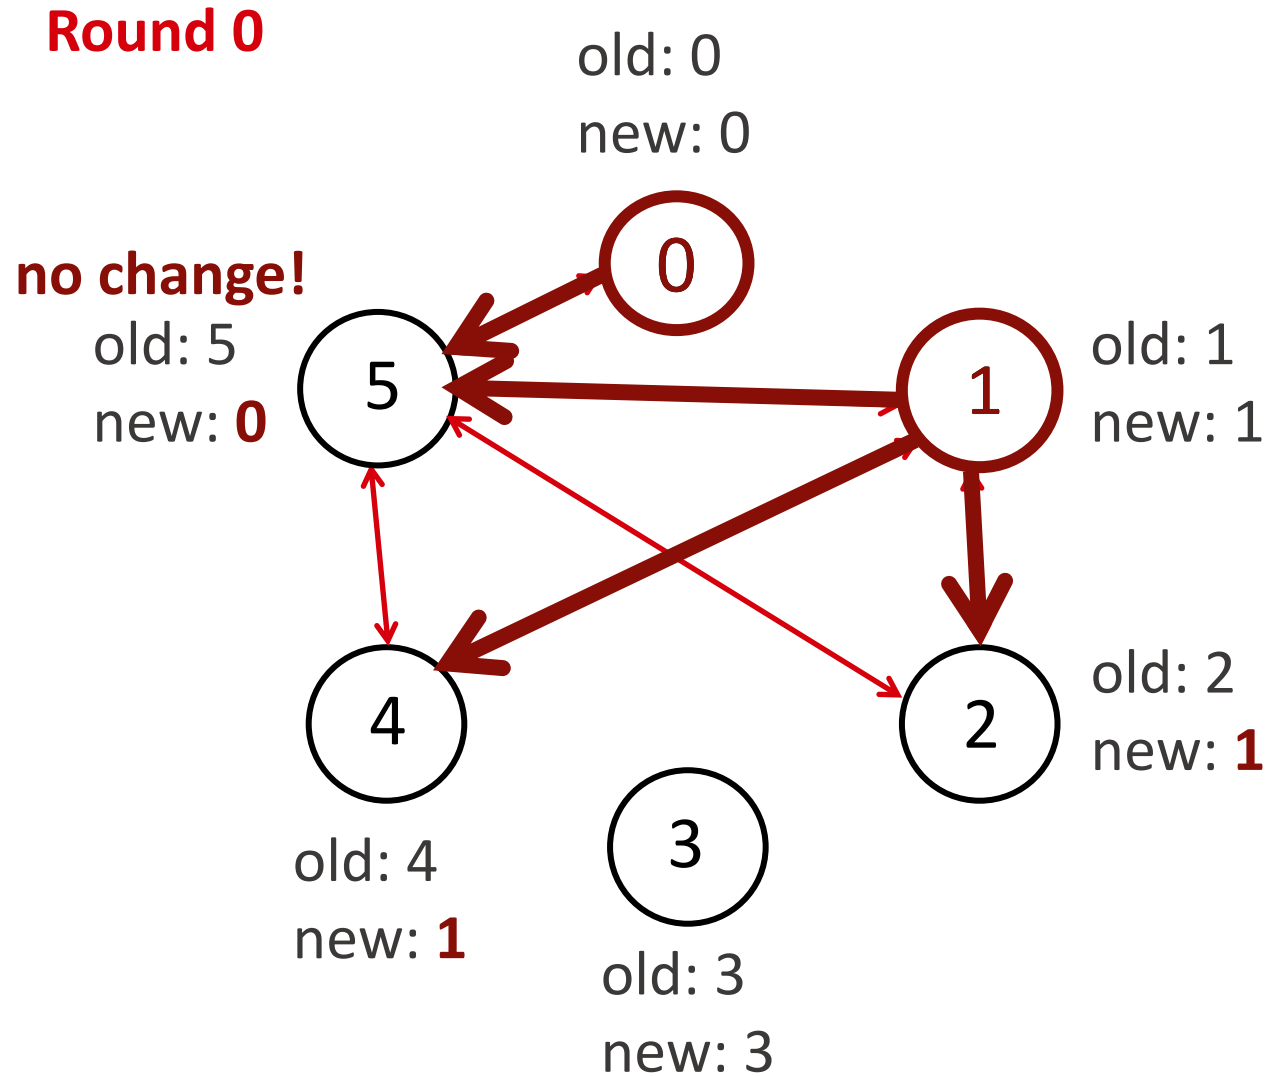 Round 0
old: 0
new: 0
0
no change!
old: 5
new: 0
5
1
old: 1
new: 1
4
2
old: 2
new: 1
3
old: 4
new: 1
old: 3
new: 3